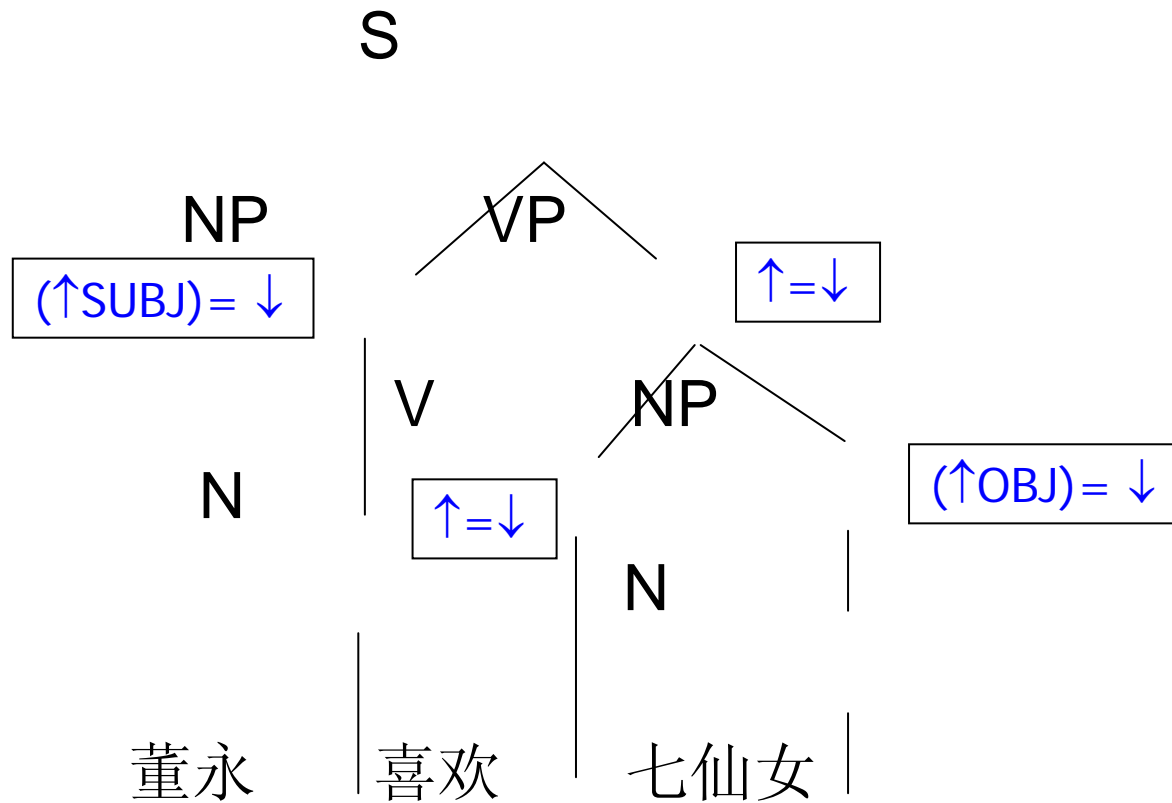 S
NP VP
(↑SUBJ)= ↓ ↑=↓
V NP
N ↑=↓ (↑OBJ)= ↓
N
董永 喜欢 七仙女